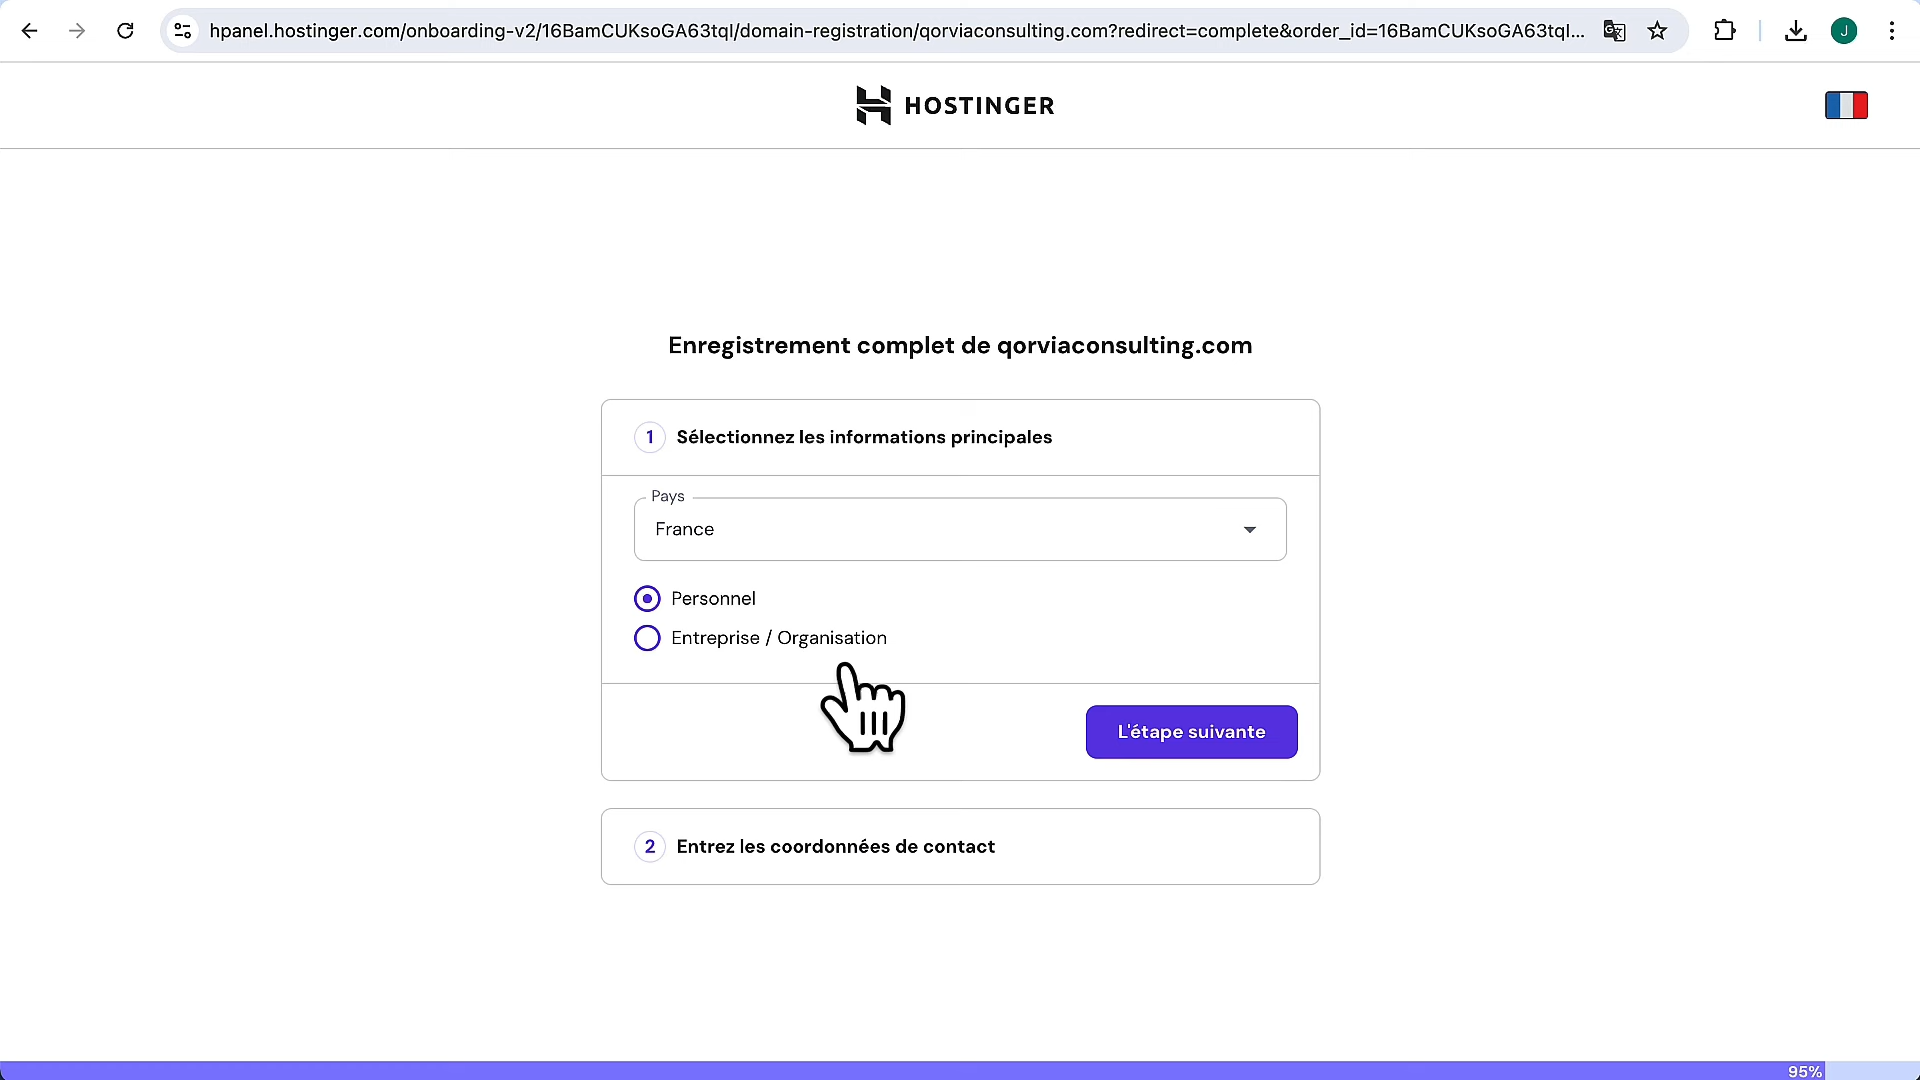 hpanel.hostinger.com/onboarding-v2/16BamCUKsoGA63tql/domain-registration/qorviaconsulting.com?redirect=complete&order_id=16BamCUKsoGA63tql...
J
HOSTINGER
Enregistrement complet de qorviaconsulting.com
1 Sélectionnez les informations principales
Pays
France
Personnel
Entreprise / Organisation
L'étape suivante
2 Entrez les coordonnées de contact
95%